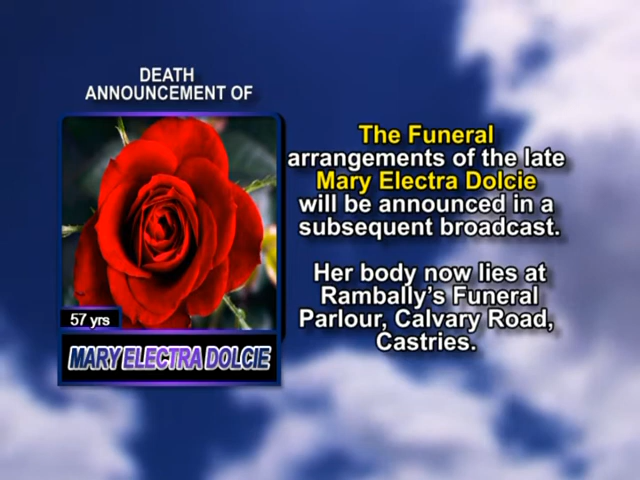 DEATH
ANNOUNCEMENT OF
57 yrs
MARY ELECTRA DOLCIE
The Funeral
arrangements of the late
Mary Electra Dolcie
will be announced in a
subsequent broadcast.
Her body now lies at
Rambally's Funeral
Parlour, Calvary Road,
Castries.